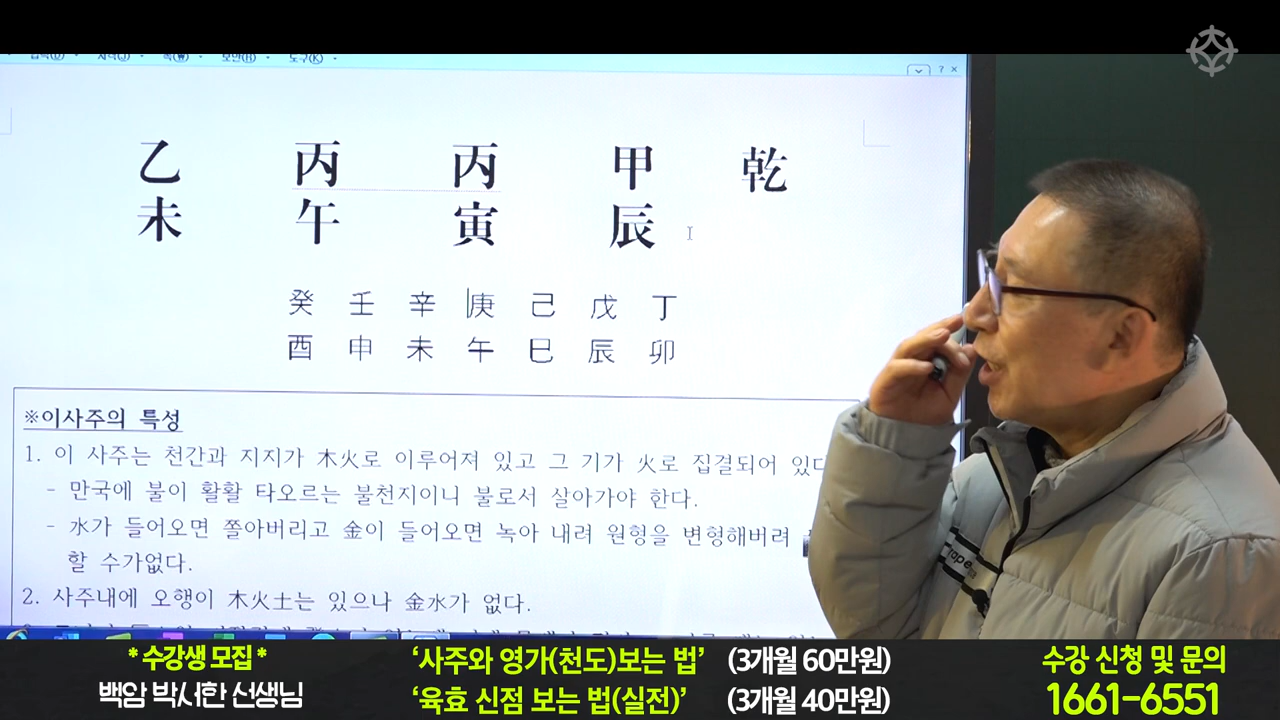 입력(D) 서식(J) 쪽(W) 보안(B) 도구(K)
? ×
乙 丙 丙 甲 乾
未 午 寅 辰
癸 壬 辛 庚 己 戊 丁
酉 申 未 午 巳 辰 卯
※이사주의 특성
1. 이 사주는 천간과 지지가 木火로 이루어져 있고 그 기가 火로 집결되어 있다
- 만국에 불이 활활 타오르는 불천지이니 불로서 살아가야 한다.
- 水가 들어오면 쫄아버리고 金이 들어오면 녹아 내려 원형을 변형해버려
할 수가없다.
2. 사주내에 오행이 木火土는 있으나 金水가 없다.
rape
* 수강생 모집 *
백암 박시한 선생님
‘사주와 영가(천도)보는 법’ (3개월 60만원)
‘육효 신점 보는 법(실전)’ (3개월 40만원)
수강 신청 및 문의
1661-6551